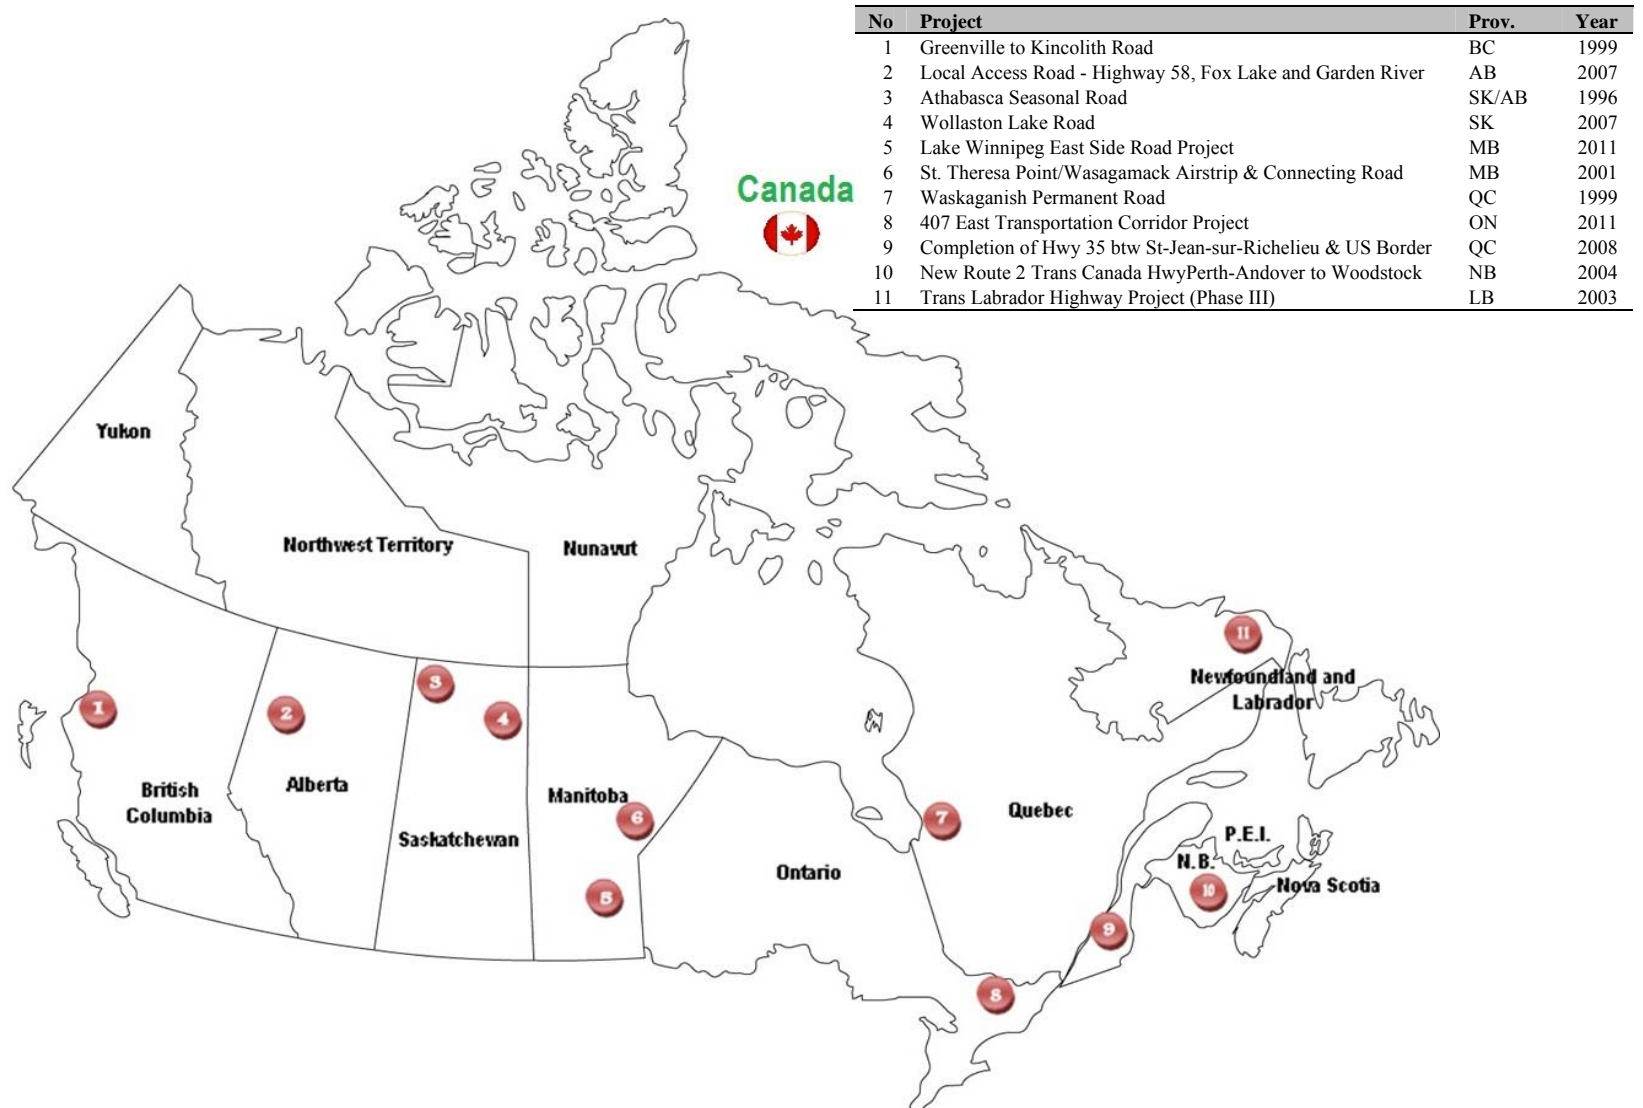 No Project Prov. Year
1 Greenville to Kincolith Road BC 1999
2 Local Access Road - Highway 58, Fox Lake and Garden River AB 2007
3 Athabasca Seasonal Road SK/AB 1996
4 Wollaston Lake Road SK 2007
5 Lake Winnipeg East Side Road Project MB 2011
6 St. Theresa Point/Wasagamack Airstrip & Connecting Road MB 2001
7 Waskaganish Permanent Road QC 1999
8 407 East Transportation Corridor Project ON 2011
9 Completion of Hwy 35 btw St-Jean-sur-Richelieu & US Border QC 2008
10 New Route 2 Trans Canada HwyPerth-Andover to Woodstock NB 2004
11 Trans Labrador Highway Project (Phase III) LB 2003
Canada
Yukon
Northwest Territory
Nunavut
11
Newfoundland and
Labrador
3
1
2
4
British
Columbia
Alberta
Manitoba
6
7
Quebec
Saskatchewan
P.E.I.
N.B.
Ontario
Nova Scotia
10
5
9
8